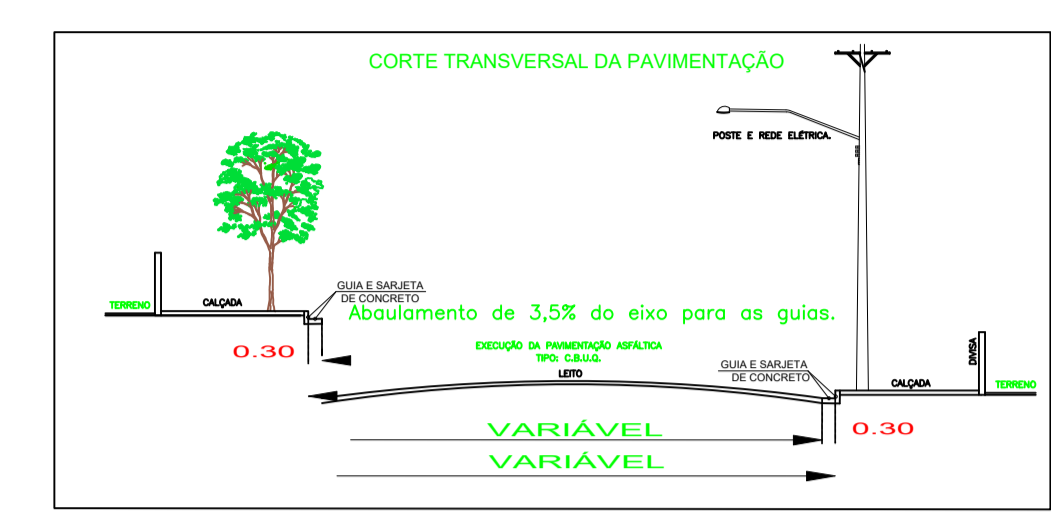 CORTE TRANSVERSAL DA PAVIMENTAÇÃO
POSTE E REDE ELÉTRICA.
TERRENO
CALÇADA
GUIA E SARJETA
DE CONCRETO
Abaulamento de 3,5% do eixo para as guias.
0.30
EXECUÇÃO DA PAVIMENTAÇÃO ASFÁLTICA
TIPO: C.B.U.Q.
LEITO
GUIA E SARJETA
DE CONCRETO
CALÇADA
DIVISA
TERRENO
VARIÁVEL
0.30
VARIÁVEL